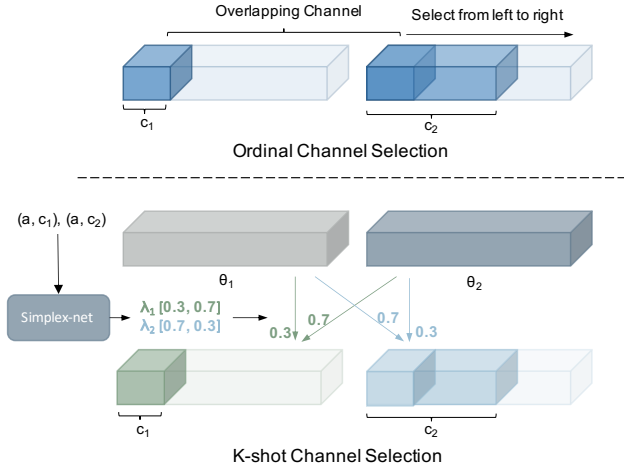 Overlapping Channel
Select from left to right
c1
c2
Ordinal Channel Selection
(a, c1), (a, c2)
θ1
θ2
Simplex-net
λ1 [0.3, 0.7]
λ2 [0.7, 0.3]
0.3
0.7
0.7
0.3
c1
c2
K-shot Channel Selection